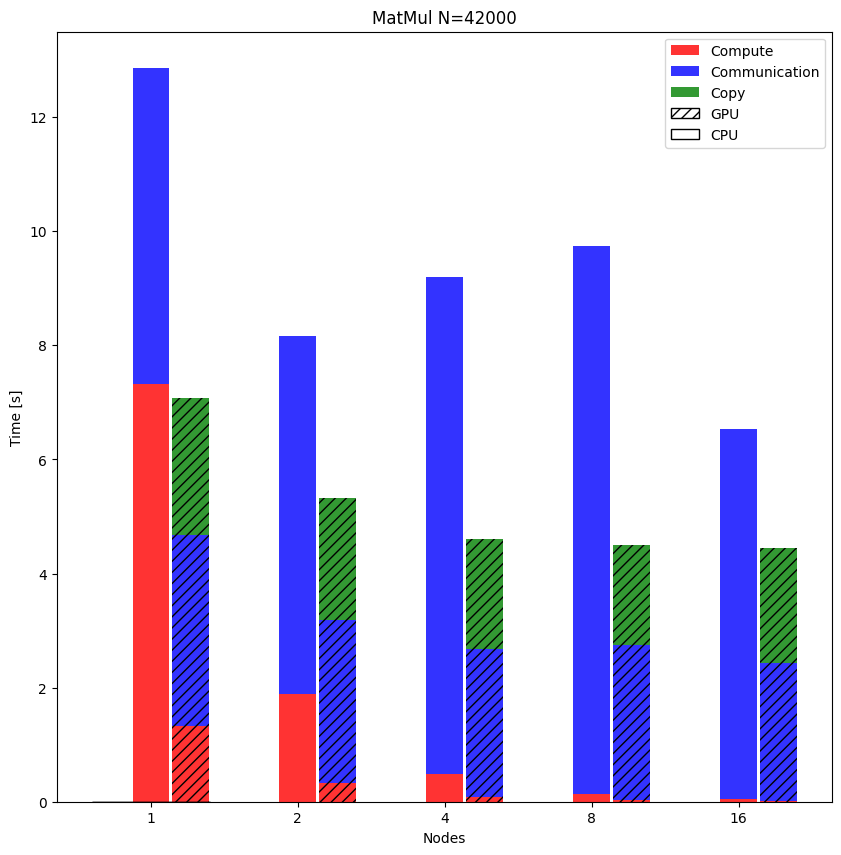 MatMul N=42000
Compute
Communication
Copy
GPU
CPU
Time [s]
12
10
8
6
4
2
0
1
2
4
8
16
Nodes